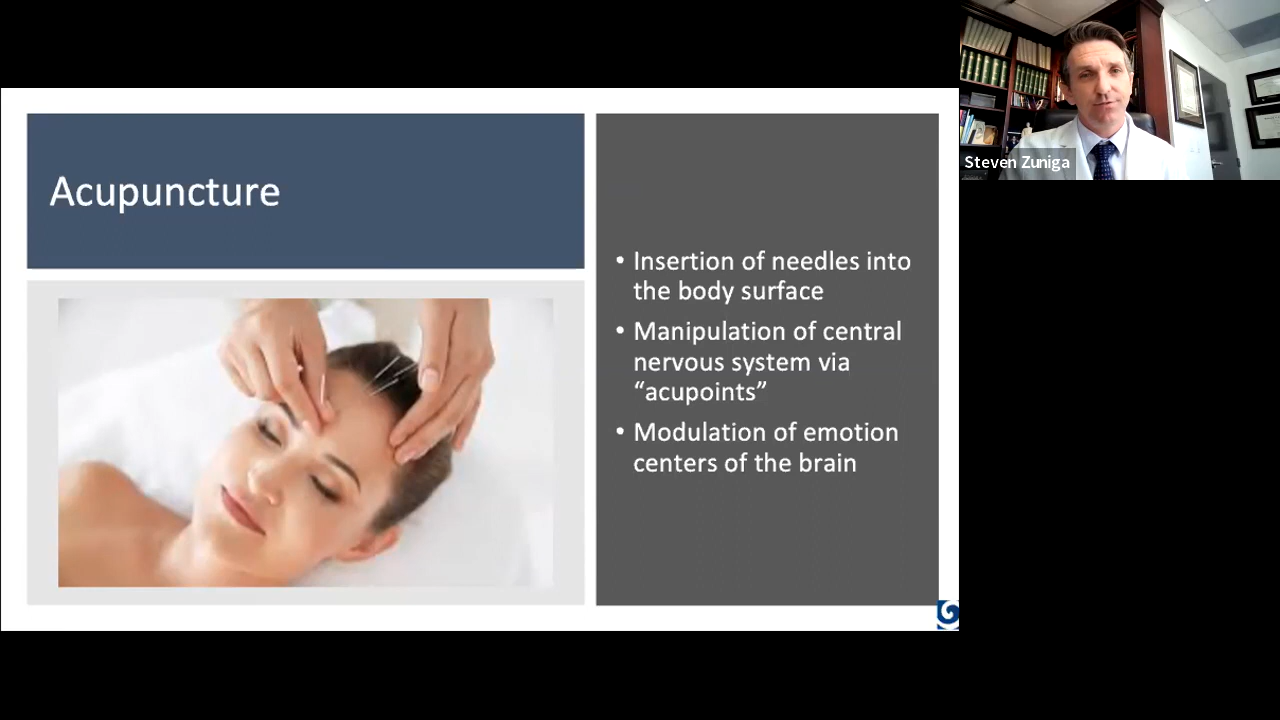 Acupuncture
• Insertion of needles into
the body surface
• Manipulation of central
nervous system via
“acupoints”
• Modulation of emotion
centers of the brain
Steven Zuniga